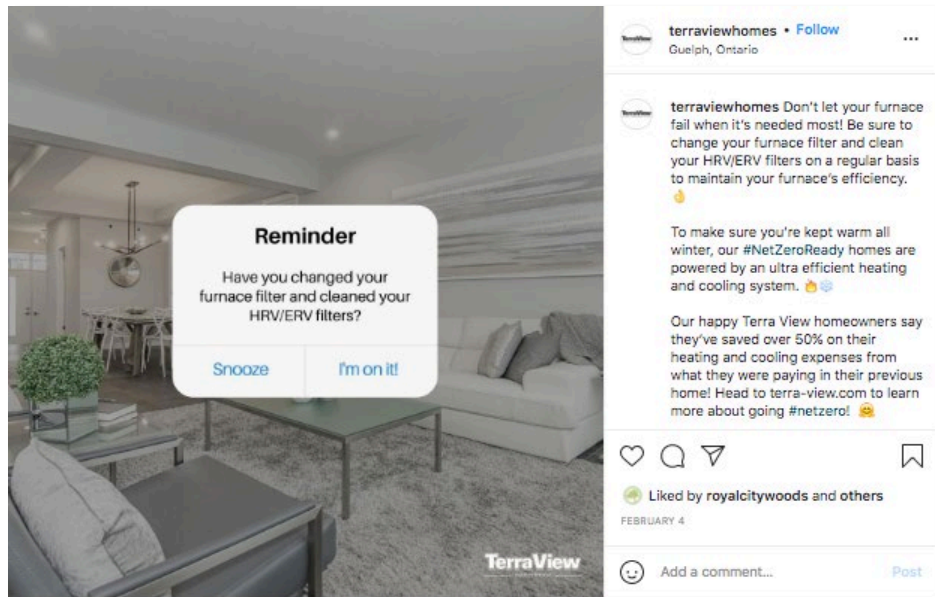 Reminder
Have you changed your
furnace filter and cleaned your
HRV/ERV filters?
Snooze
I'm on it!
TerraView
terraviewhomes • Follow
Guelph, Ontario
terraviewhomes Don't let your furnace
fail when it's needed most! Be sure to
change your furnace filter and clean
your HRV/ERV filters on a regular basis
to maintain your furnace's efficiency.
👌
To make sure you're kept warm all
winter, our #NetZeroReady homes are
powered by an ultra efficient heating
and cooling system. 🔥❄️
Our happy Terra View homeowners say
they've saved over 50% on their
heating and cooling expenses from
what they were paying in their previous
home! Head to terra-view.com to learn
more about going #netzero! 🤗
Liked by royalcitywoods and others
FEBRUARY 4
Add a comment...
Post